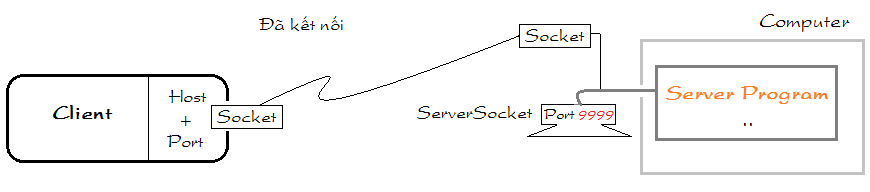 Đã kết nối
Computer
Socket
Client
Host
+
Port
Socket
ServerSocket
Port 9999
Server Program
..